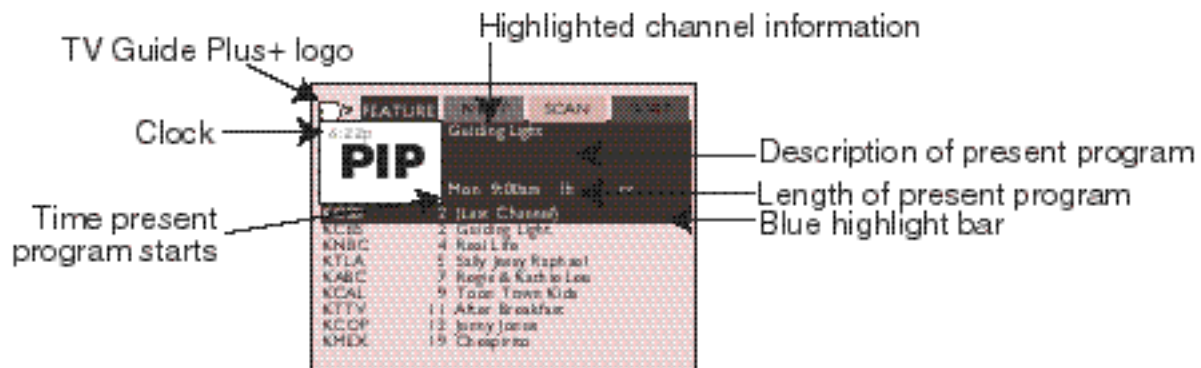 Highlighted channel information
TV Guide Plus+ logo
FEATURE
SCAN
Clock
6:22p
Guiding Light
PIP
Description of present program
Mon 9:00am 1h
Length of present program
Time present
program starts
2 (Last Channel)
Blue highlight bar
KCBS 2 Guiding Light
KNBC 4 Real Life
KTLA 5 Sally Jessy Raphael
KABC 7 Regis & Kathie Lee
KCAL 9 Toon Town Kids
KTTV 11 After Breakfast
KCOP 13 Jenny Jones
KMEX 19 Chespirito